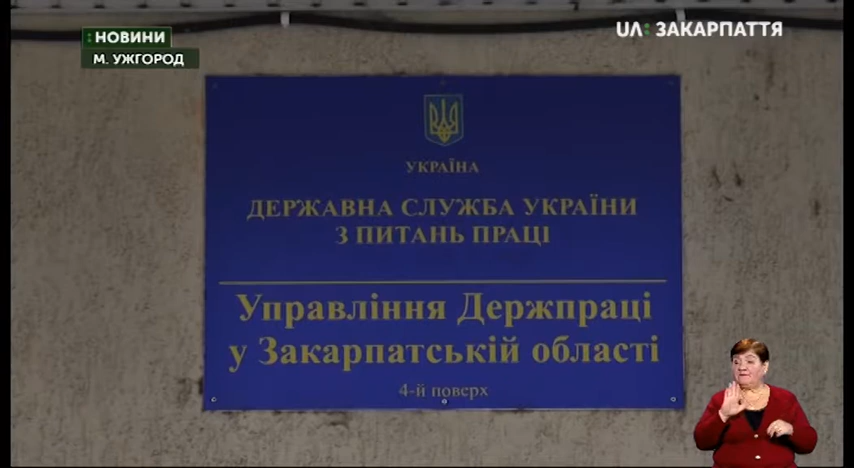 :НОВИНИ
М. УЖГОРОД
UA: ЗАКАРПАТТЯ
УКРАЇНА
ДЕРЖАВНА СЛУЖБА УКРАЇНИ
З ПИТАНЬ ПРАЦІ
Управління Держпраці
у Закарпатській області
4-й поверх